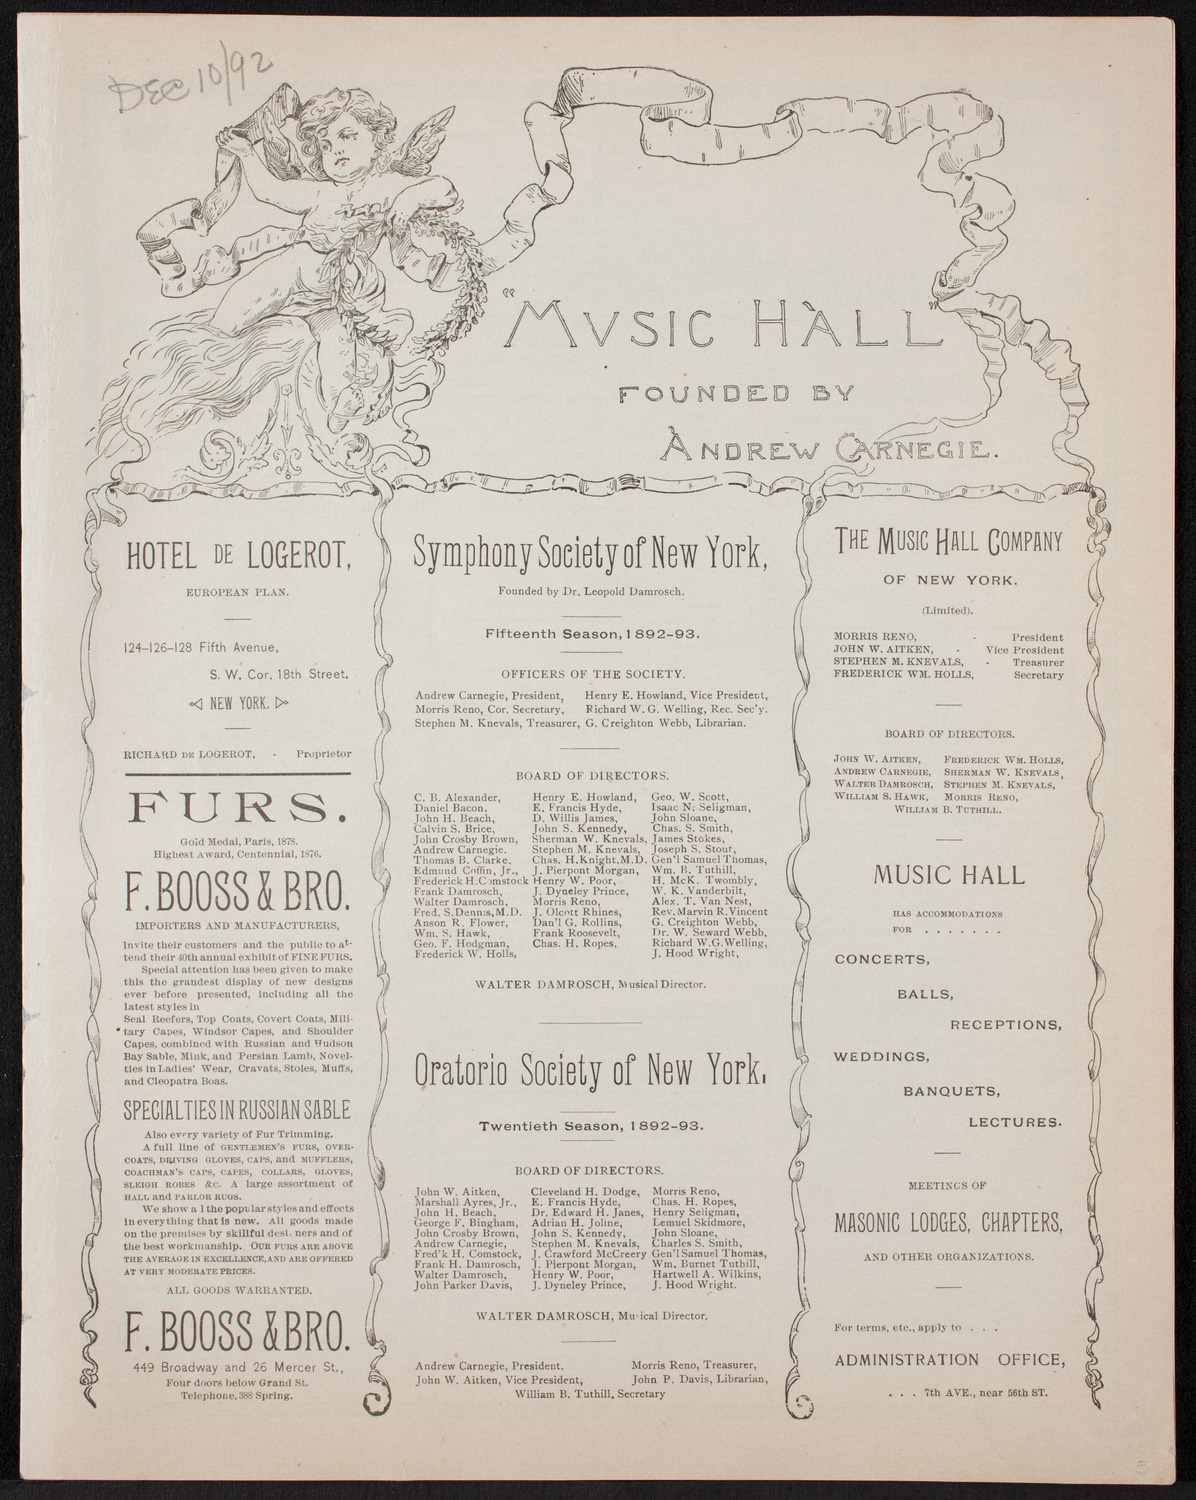 DEC 10/92
"MVSIC HALL"
FOUNDED BY
ANDREW CARNEGIE.
HOTEL DE LOGEROT,
EUROPEAN PLAN.
124-126-128 Fifth Avenue,
S. W. Cor. 18th Street.
NEW YORK.
RICHARD DE LOGEROT, - Proprietor
FURS.
Gold Medal, Paris, 1878.
Highest Award, Centennial, 1876.
F. BOOSS & BRO.
IMPORTERS AND MANUFACTURERS,
Invite their customers and the public to at-
tend their 40th annual exhibit of FINE FURS.
Special attention has been given to make
this the grandest display of new designs
ever before presented, including all the
latest styles in
Seal Reefers, Top Coats, Covert Coats, Mili-
tary Capes, Windsor Capes, and Shoulder
Capes, combined with Russian and Hudson
Bay Sable, Mink, and Persian Lamb, Novel-
ties in Ladies' Wear, Cravats, Stoles, Muffs,
and Cleopatra Boas.
SPECIALTIES IN RUSSIAN SABLE
Also every variety of Fur Trimming.
A full line of GENTLEMEN'S FURS, OVER-
COATS, DRIVING GLOVES, CAPS, and MUFFLERS,
COACHMAN'S CAPS, CAPES, COLLARS, GLOVES,
SLEIGH ROBES &C. A large assortment of
HALL and PARLOR RUGS.
We show a l the popular styles and effects
in everything that is new. All goods made
on the premises by skillful desi. ners and of
the best workmanship. OUR FURS ARE ABOVE
THE AVERAGE IN EXCELLENCE, AND ARE OFFERED
AT VERY MODERATE PRICES.
ALL GOODS WARRANTED.
F. BOOSS & BRO.
449 Broadway and 26 Mercer St.,
Four doors below Grand St.
Telephone, 388 Spring.
Symphony Society of New York,
Founded by Dr. Leopold Damrosch.
Fifteenth Season, 1892-93.
OFFICERS OF THE SOCIETY.
Andrew Carnegie, President, Henry E. Howland, Vice President,
Morris Reno, Cor. Secretary, Richard W. G. Welling, Rec. Sec'y.
Stephen M. Knevals, Treasurer, G. Creighton Webb, Librarian.
BOARD OF DIRECTORS.
C. B. Alexander, Henry E. Howland, Geo. W. Scott,
Daniel Bacon, E. Francis Hyde, Isaac N. Seligman,
John H. Beach, D. Willis James, John Sloane,
Calvin S. Brice, John S. Kennedy, Chas. S. Smith,
John Crosby Brown, Sherman W. Knevals, James Stokes,
Andrew Carnegie. Stephen M. Knevals, Joseph S. Stout,
Thomas B. Clarke, Chas. H. Knight, M.D. Gen'l Samuel Thomas,
Edmund Coffin, Jr., J. Pierpont Morgan, Wm. B. Tuthill,
Frederick H. Comstock Henry W. Poor, H. McK. Twombly,
Frank Damrosch, J. Dyneley Prince, W. K. Vanderbilt,
Walter Damrosch, Morris Reno, Alex. T. Van Nest,
Fred. S. Dennis, M.D. J. Olcott Rhines, Rev. Marvin R. Vincent
Anson R. Flower, Dan'l G. Rollins, G. Creighton Webb,
Wm. S. Hawk, Frank Roosevelt, Dr. W. Seward Webb,
Geo. F. Hodgman, Chas. H. Ropes, Richard W.G. Welling,
Frederick W. Holls, J. Hood Wright,
WALTER DAMROSCH, Musical Director.
Oratorio Society of New York.
Twentieth Season, 1892-93.
BOARD OF DIRECTORS.
John W. Aitken, Cleveland H. Dodge, Morris Reno,
Marshall Ayres, Jr., E. Francis Hyde, Chas. H. Ropes,
John H. Beach, Dr. Edward H. Janes, Henry Seligman,
George F. Bingham, Adrian H. Joline, Lemuel Skidmore,
John Crosby Brown, John S. Kennedy, John Sloane,
Andrew Carnegie, Stephen M. Knevals, Charles S. Smith,
Fred'k H. Comstock, J. Crawford McCreery Gen'l Samuel Thomas,
Frank H. Damrosch, J. Pierpont Morgan, Wm. Burnet Tuthill,
Walter Damrosch, Henry W. Poor, Hartwell A. Wilkins,
John Parker Davis, J. Dyneley Prince, J. Hood Wright.
WALTER DAMROSCH, Musical Director.
Andrew Carnegie, President. Morris Reno, Treasurer,
John W. Aitken, Vice President, John P. Davis, Librarian,
William B. Tuthill, Secretary
THE MUSIC HALL COMPANY
OF NEW YORK.
(Limited).
MORRIS RENO, - President
JOHN W. AITKEN, - Vice President
STEPHEN M. KNEVALS, - Treasurer
FREDERICK WM. HOLLS, Secretary
BOARD OF DIRECTORS.
JOHN W. AITKEN, FREDERICK WM. HOLLS,
ANDREW CARNEGIE, SHERMAN W. KNEVALS,
WALTER DAMROSCH, STEPHEN M. KNEVALS,
WILLIAM S. HAWK, MORRIS RENO,
WILLIAM B. TUTHILL.
MUSIC HALL
HAS ACCOMMODATIONS
FOR . . . . . . .
CONCERTS,
BALLS,
RECEPTIONS,
WEDDINGS,
BANQUETS,
LECTURES.
MEETINGS OF
MASONIC LODGES, CHAPTERS,
AND OTHER ORGANIZATIONS.
For terms, etc., apply to . . .
ADMINISTRATION OFFICE,
. . . 7th AVE., near 56th ST.